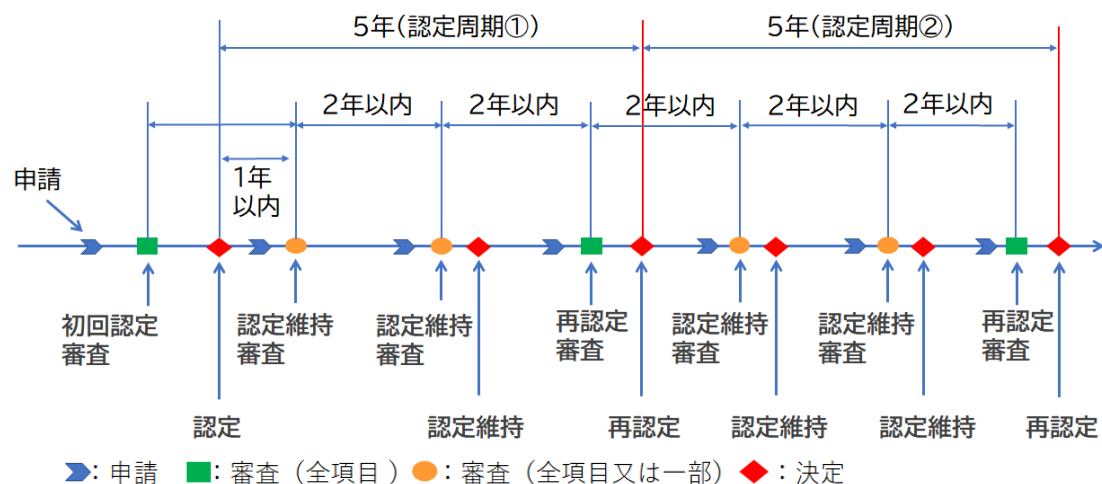 5年(認定周期①)
5年(認定周期②)
2年以内
2年以内
2年以内
2年以内
2年以内
1年
以内
申請
初回認定
審査
認定維持
審査
認定維持
審査
再認定
審査
認定維持
審査
認定維持
審査
再認定
審査
認定
認定維持
再認定
認定維持
認定維持
再認定
：申請 ：審査（全項目 ）：審査（全項目又は一部） ：決定